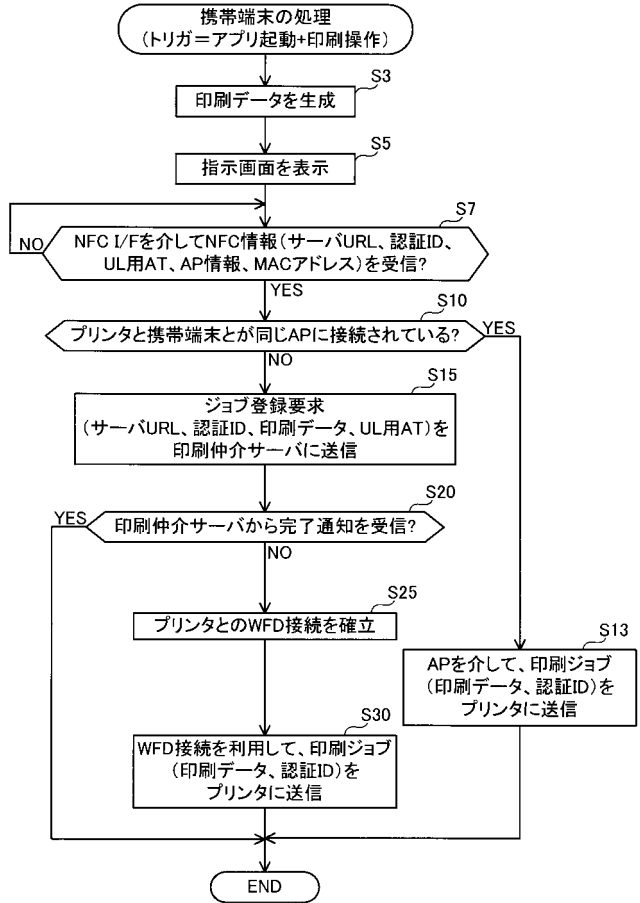 携帯端末の処理
(トリガ=アプリ起動+印刷操作)
S3
印刷データを生成
S5
指示画面を表示
S7
NFC I/Fを介してNFC情報(サーバURL、認証ID、
UL用AT、AP情報、MACアドレス)を受信?
NO
YES
S10
プリンタと携帯端末とが同じAPに接続されている?
YES
NO
S15
ジョブ登録要求
(サーバURL、認証ID、印刷データ、UL用AT)を
印刷仲介サーバに送信
S20
YES
印刷仲介サーバから完了通知を受信?
NO
S25
プリンタとのWFD接続を確立
S13
APを介して、印刷ジョブ
(印刷データ、認証ID)を
プリンタに送信
S30
WFD接続を利用して、印刷ジョブ
(印刷データ、認証ID)を
プリンタに送信
END